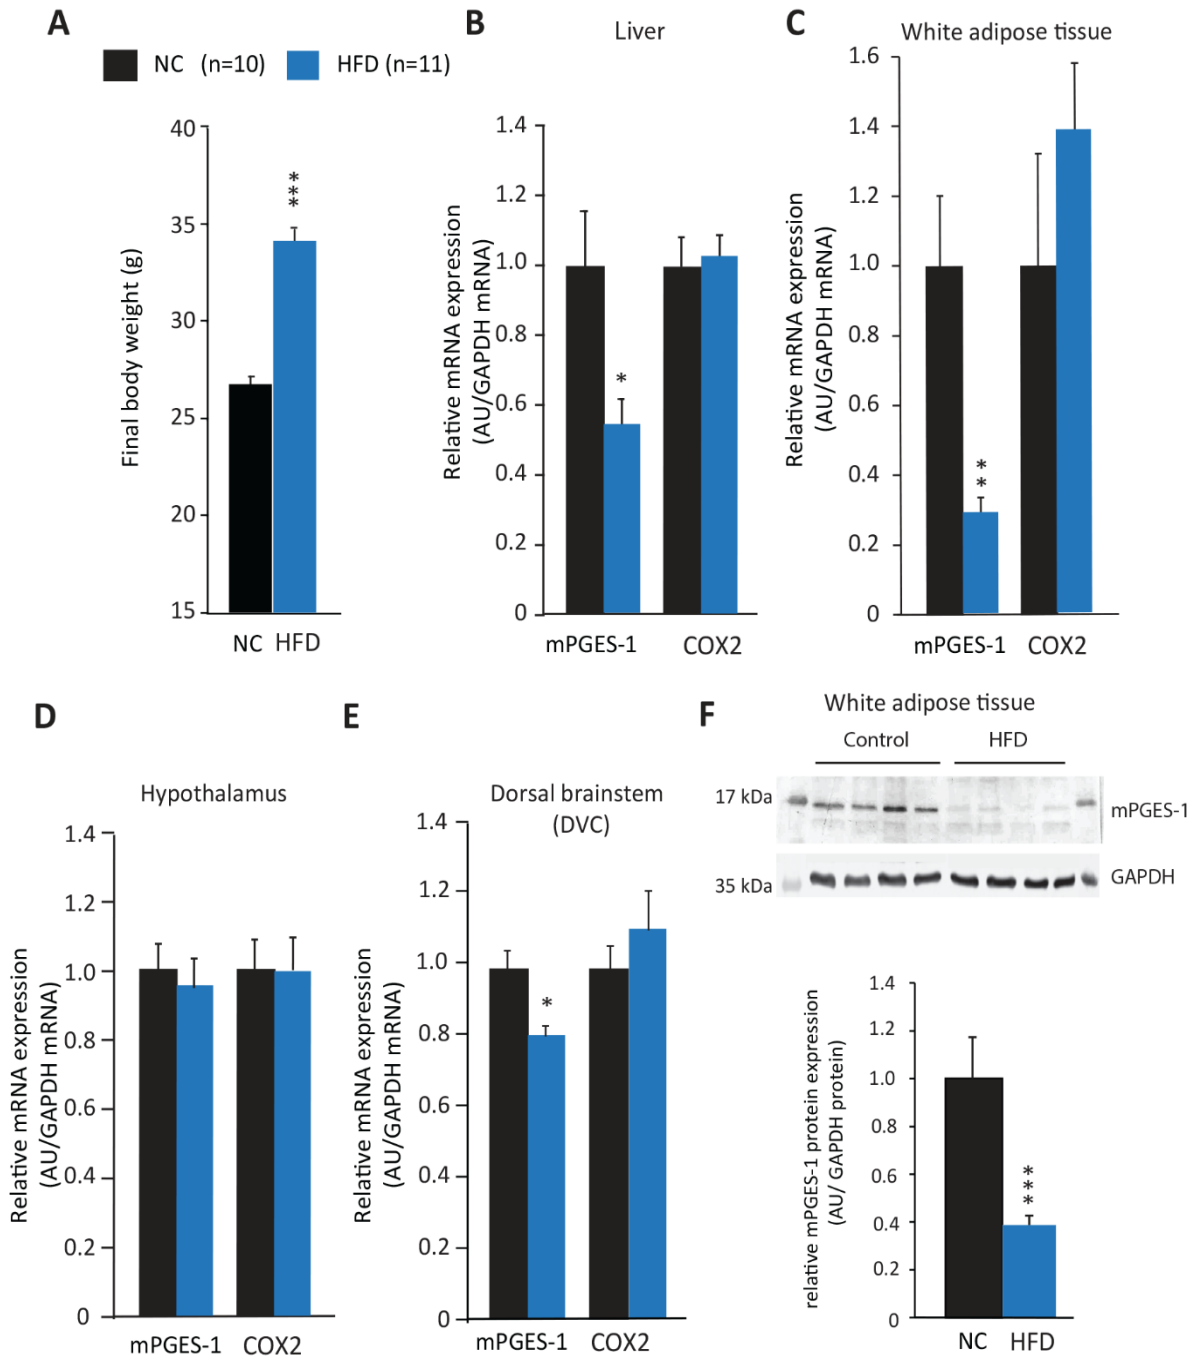 A
NC (n=10) HFD (n=11)
Final body weight (g)
40
35
30
25
20
15
***
NC HFD
B
Liver
Relative mRNA expression
(AU/GAPDH mRNA)
1.4
1.2
1.0
0.8
0.6
0.4
0.2
0
*
mPGES-1 COX2
C
White adipose tissue
Relative mRNA expression
(AU/GAPDH mRNA)
1.6
1.4
1.2
1.0
0.8
0.6
0.4
0.2
0
**
mPGES-1 COX2
D
Hypothalamus
Relative mRNA expression
(AU/GAPDH mRNA)
1.4
1.2
1.0
0.8
0.6
0.4
0.2
0
mPGES-1 COX2
E
Dorsal brainstem
(DVC)
Relative mRNA expression
(AU/GAPDH mRNA)
1.4
1.2
1.0
0.8
0.6
0.4
0.2
0
*
mPGES-1 COX2
F
White adipose tissue
Control HFD
17 kDa mPGES-1
35 kDa GAPDH
relative mPGES-1 protein expression
(AU/ GAPDH protein)
1.4
1.2
1.0
0.8
0.6
0.4
0.2
0
***
NC HFD